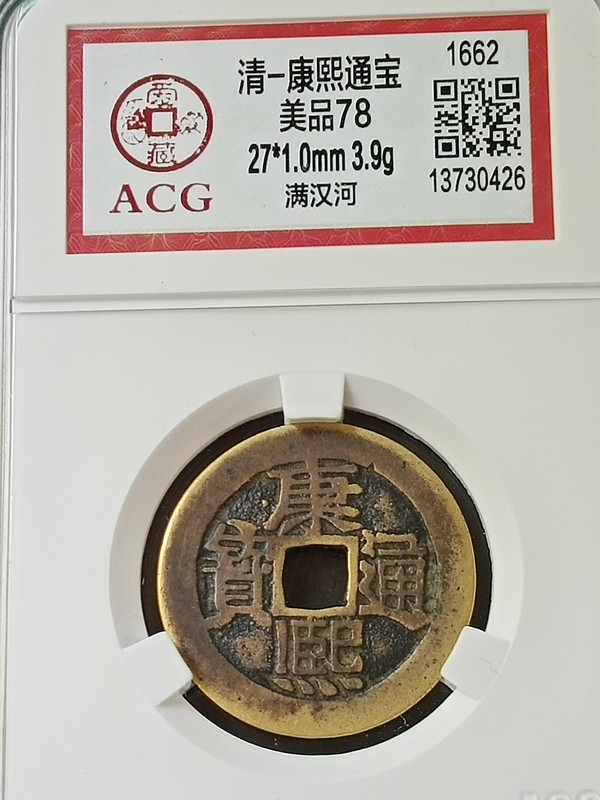 清-康熙通宝
美品78
27*1.0mm 3.9g
满汉河
1662
13730426
ACG
康
寶 通
熙